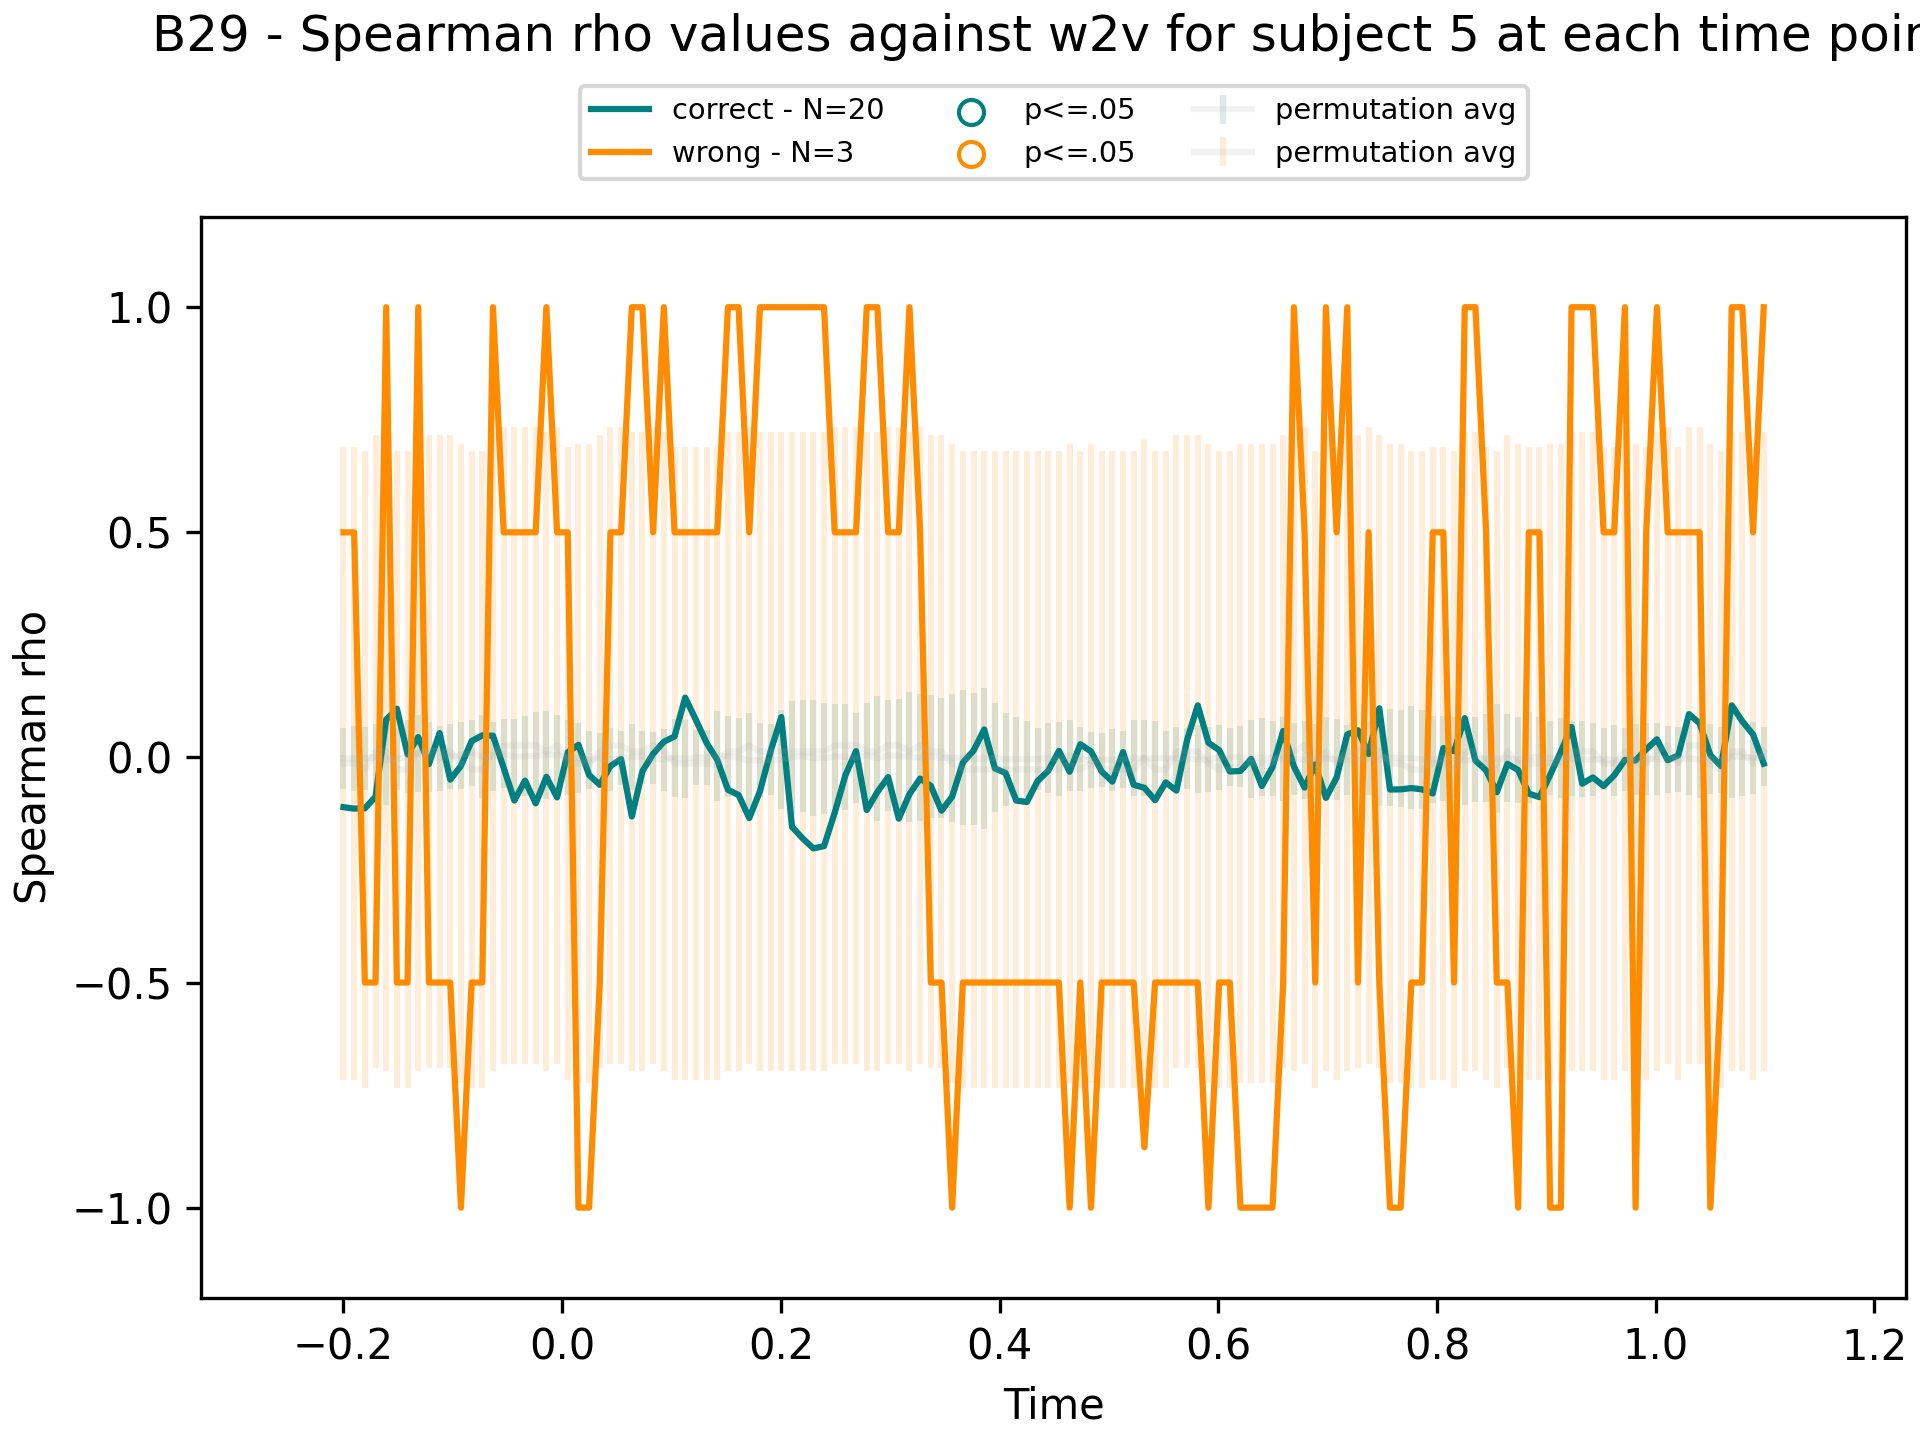 B29 - Spearman rho values against w2v for subject 5 at each time
correct - N=20 p<=.05 permutation avg
wrong - N=3 p<=.05 permutation avg
1.0
0.5
0.0
−0.5
−1.0
Spearman rho
−0.2 0.0 0.2 0.4 0.6 0.8 1.0 1.2
Time